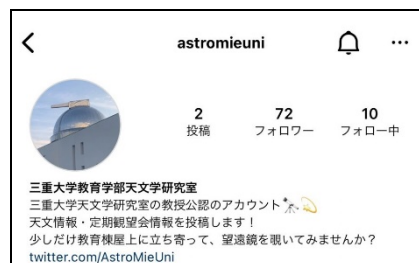 astromieuni
2 72 10
投稿 フォロワー フォロー中
三重大学教育学部天文学研究室
三重大学天文学研究室の教授公認のアカウント🔭💫
天文情報・定期観望会情報を投稿します！
少しだけ教育棟屋上に立ち寄って、望遠鏡を覗いてみませんか？
twitter.com/AstroMieUni